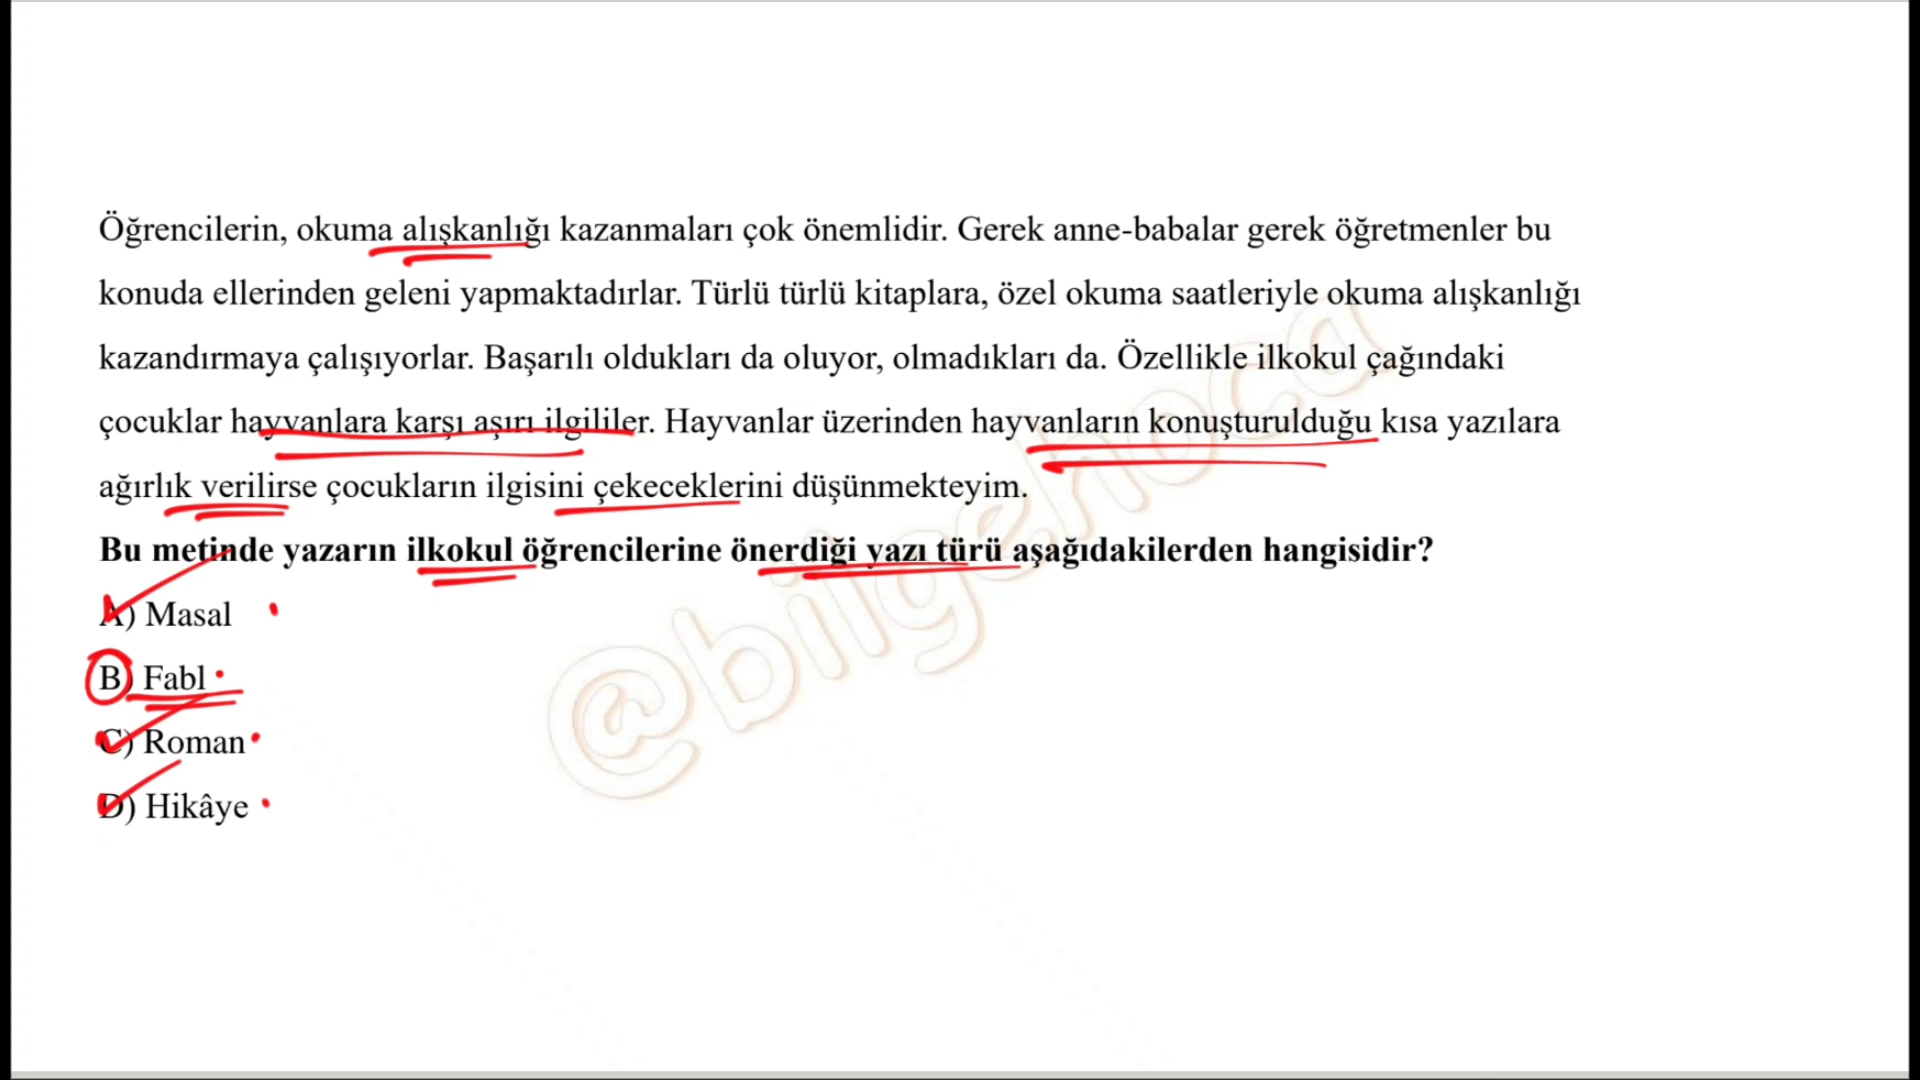 Öğrencilerin, okuma alışkanlığı kazanmaları çok önemlidir. Gerek anne-babalar gerek öğretmenler bu
konuda ellerinden geleni yapmaktadırlar. Türlü türlü kitaplara, özel okuma saatleriyle okuma alışkanlığı
kazandırmaya çalışıyorlar. Başarılı oldukları da oluyor, olmadıkları da. Özellikle ilkokul çağındaki
çocuklar hayvanlara karşı aşırı ilgililer. Hayvanlar üzerinden hayvanların konuşturulduğu kısa yazılara
ağırlık verilirse çocukların ilgisini çekeceklerini düşünmekteyim.
Bu metinde yazarın ilkokul öğrencilerine önerdiği yazı türü aşağıdakilerden hangisidir?
A) Masal
B) Fabl
C) Roman
D) Hikâye
@bilgehoca